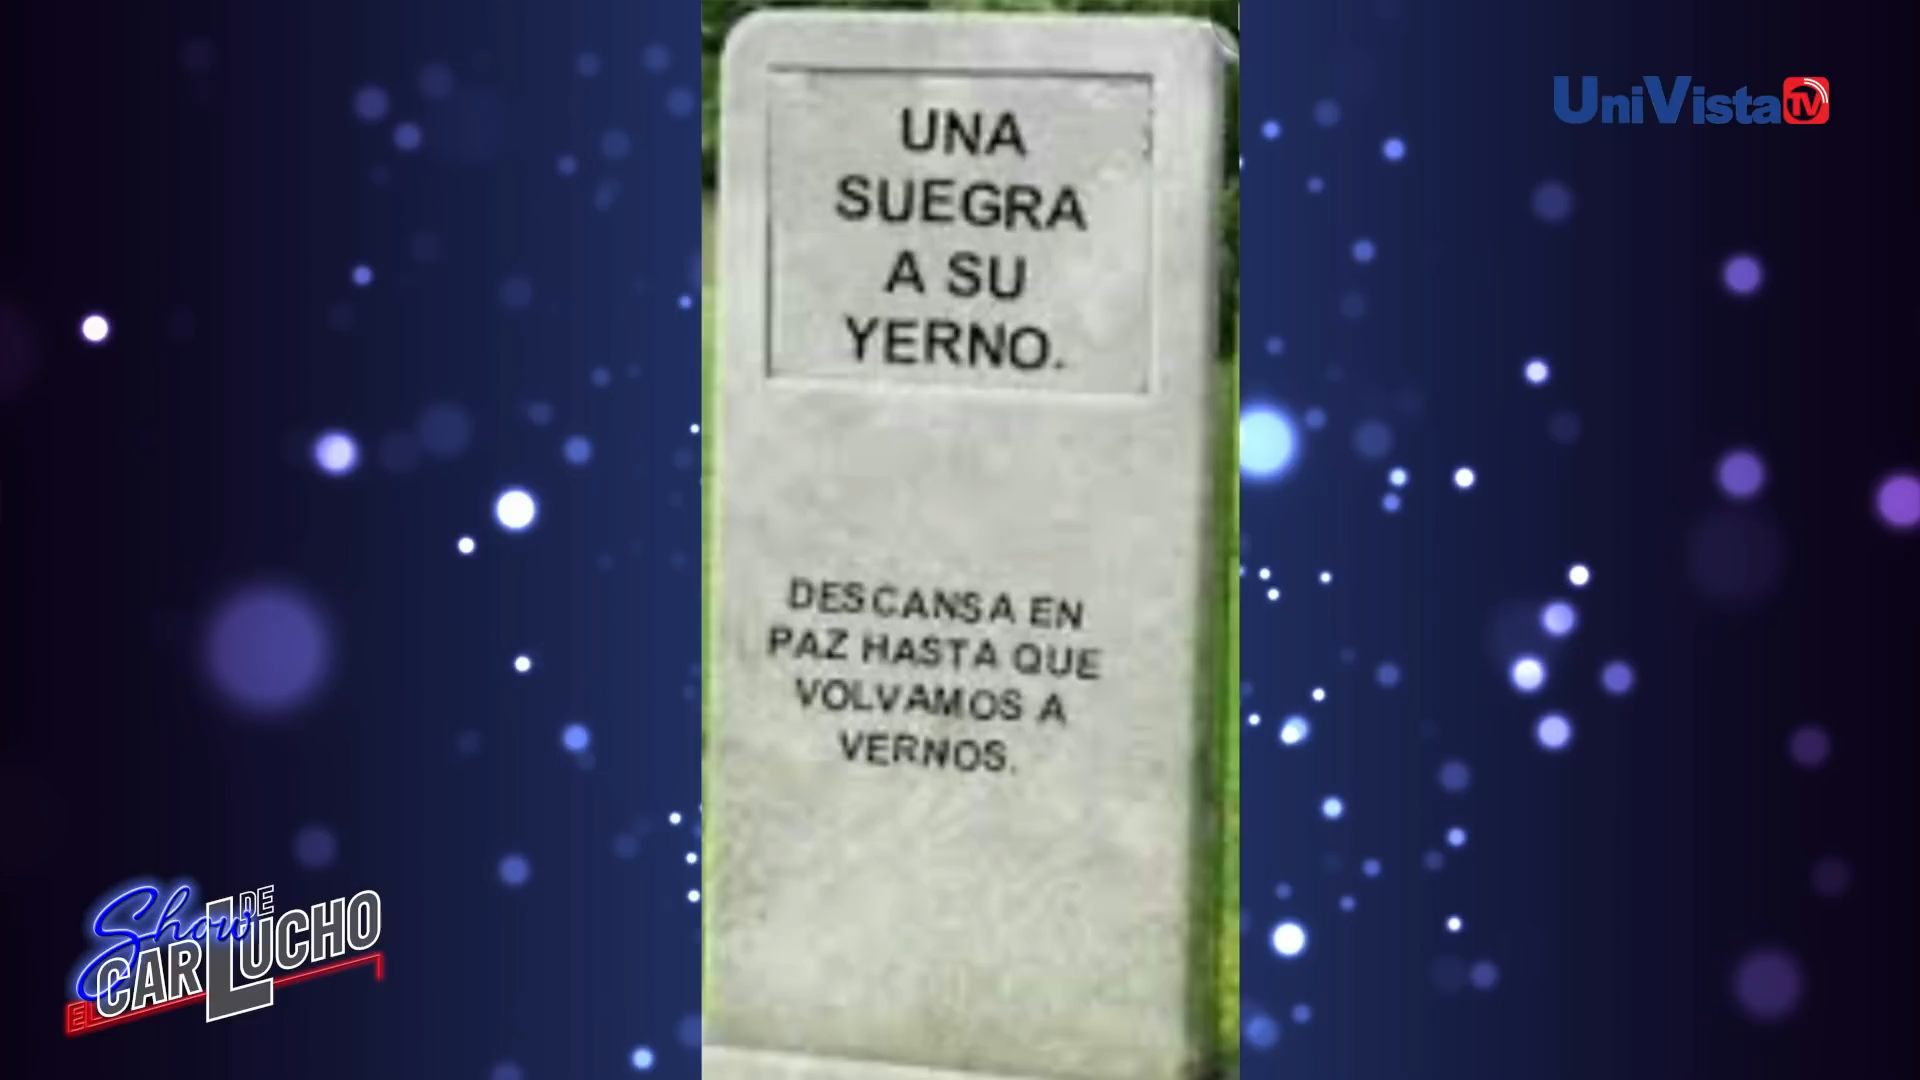 UniVista TV
UNA
SUEGRA
A SU
YERNO.
DESCANSA EN
PAZ HASTA QUE
VOLVAMOS A
VERNOS.
El Show DE
CARLUCHO